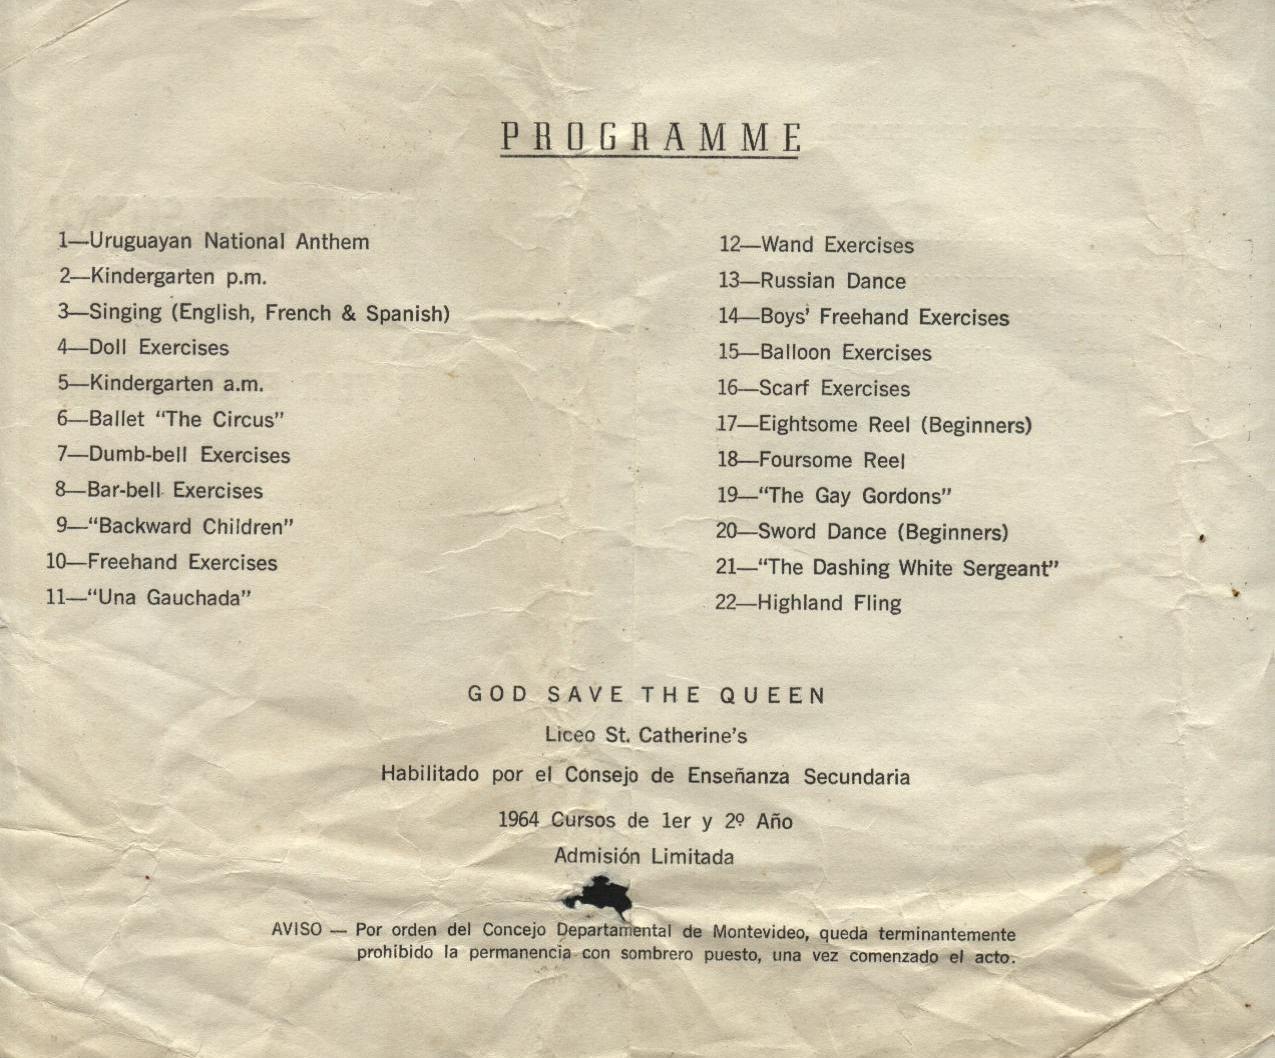 PROGRAMME
1—Uruguayan National Anthem
2—Kindergarten p.m.
3—Singing (English, French & Spanish)
4—Doll Exercises
5—Kindergarten a.m.
6—Ballet “The Circus”
7—Dumb-bell Exercises
8—Bar-bell Exercises
9—“Backward Children”
10—Freehand Exercises
11—“Una Gauchada”
12—Wand Exercises
13—Russian Dance
14—Boys’ Freehand Exercises
15—Balloon Exercises
16—Scarf Exercises
17—Eightsome Reel (Beginners)
18—Foursome Reel
19—“The Gay Gordons”
20—Sword Dance (Beginners)
21—“The Dashing White Sergeant”
22—Highland Fling
GOD SAVE THE QUEEN
Liceo St. Catherine’s
Habilitado por el Consejo de Enseñanza Secundaria
1964 Cursos de 1er y 2º Año
Admisión Limitada
AVISO — Por orden del Concejo Departamental de Montevideo, queda terminantemente
prohibido la permanencia con sombrero puesto, una vez comenzado el acto.